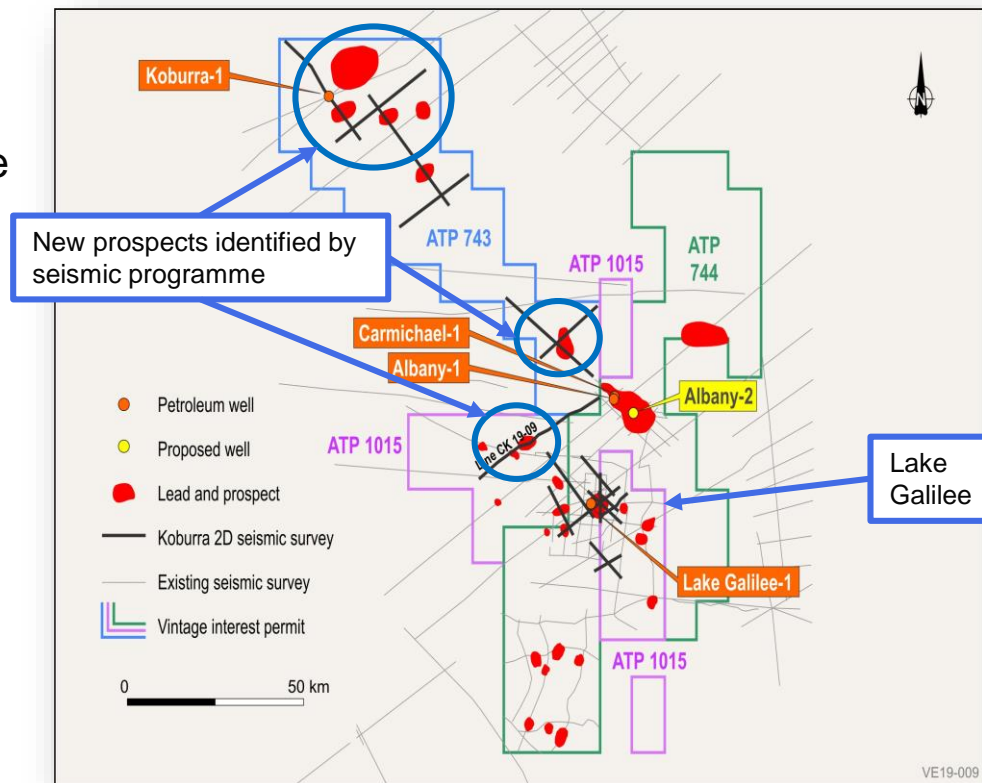 Koburra-1
N
e
New prospects identified by
seismic programme
ATP 743
ATP 1015
ATP
744
Carmichael-1
Albany-1
Albany-2
Petroleum well
Proposed well
Lead and prospect
Koburra 2D seismic survey
Existing seismic survey
Vintage interest permit
0 50 km
ATP 1015
Line CK 19-09
Lake
Galilee
Lake Galilee-1
ATP 1015
VE19-009